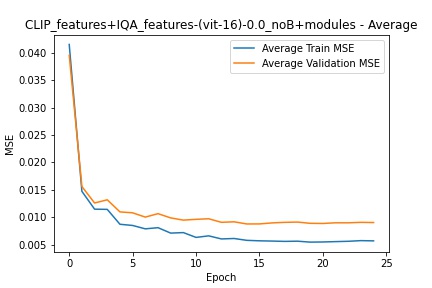 CLIP_features+IQA_features-(vit-16)-0.0_noB+modules - Average
Average Train MSE
Average Validation MSE
0.040
0.035
0.030
0.025
0.020
0.015
0.010
0.005
MSE
0 5 10 15 20 25
Epoch